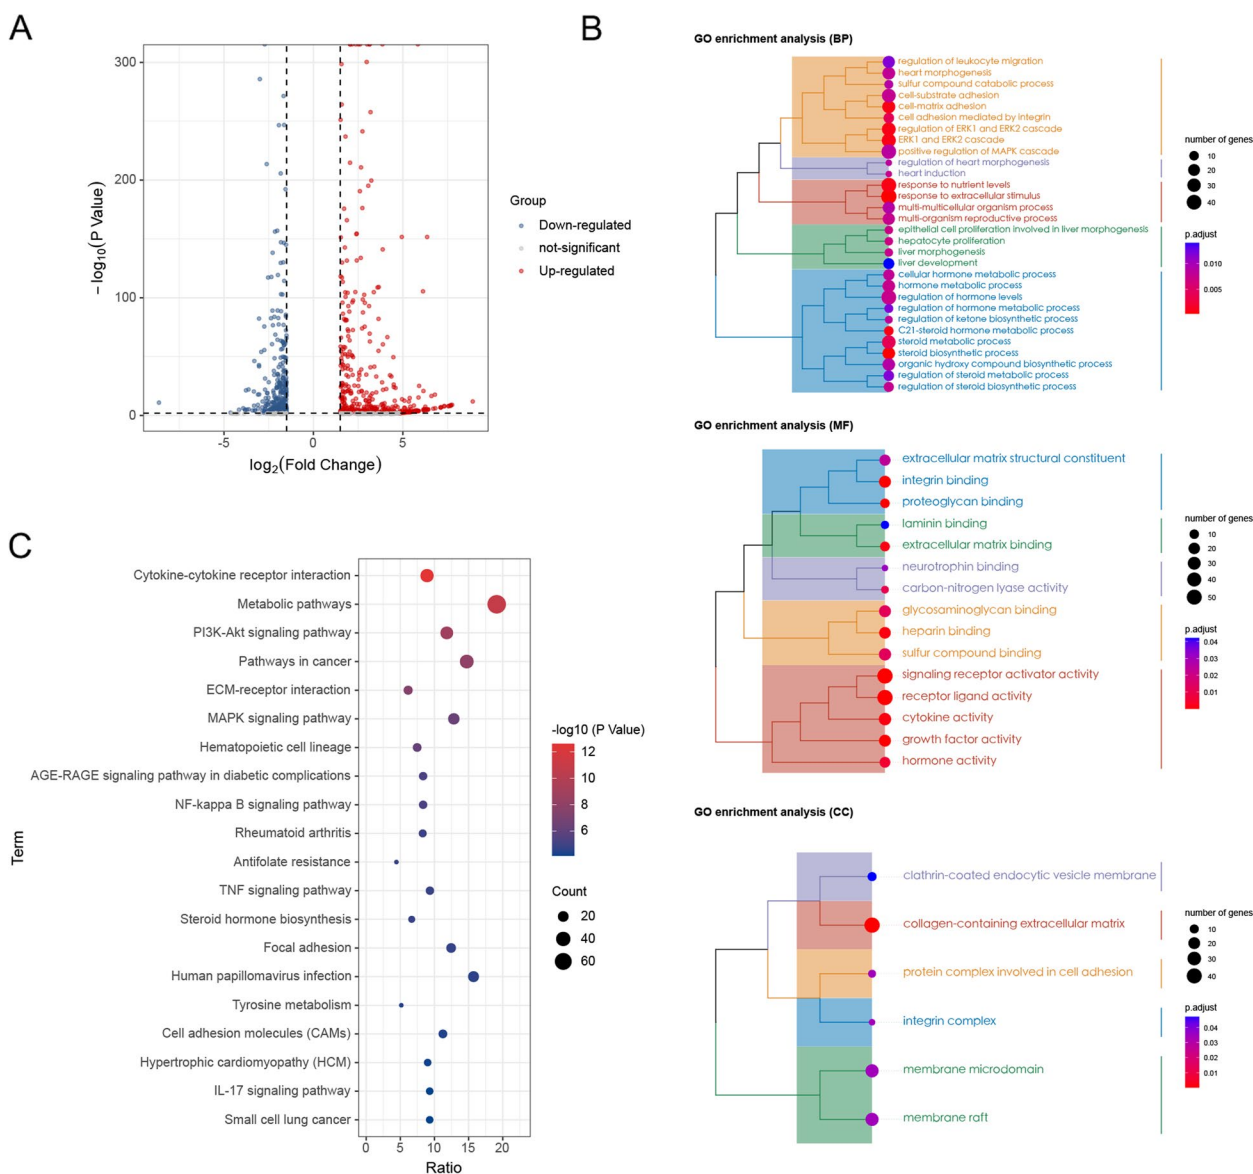 A
300
200
100
0
-5
0
5
−log10(P Value)
log2(Fold Change)
Group
Down-regulated
not-significant
Up-regulated
B
GO enrichment analysis (BP)
regulation of leukocyte migration
heart morphogenesis
sulfur compound catabolic process
cell-substrate adhesion
cell-matrix adhesion
cell adhesion mediated by integrin
regulation of ERK1 and ERK2 cascade
ERK1 and ERK2 cascade
positive regulation of MAPK cascade
regulation of heart morphogenesis
heart induction
response to nutrient levels
response to extracellular stimulus
multi-multicellular organism process
multi-organism reproductive process
epithelial cell proliferation involved in liver morphogenesis
hepatocyte proliferation
liver morphogenesis
liver development
cellular hormone metabolic process
hormone metabolic process
regulation of hormone levels
regulation of hormone metabolic process
regulation of ketone biosynthetic process
C21-steroid hormone metabolic process
steroid metabolic process
steroid biosynthetic process
organic hydroxy compound biosynthetic process
regulation of steroid metabolic process
regulation of steroid biosynthetic process
number of genes
10
20
30
40
p.adjust
0.010
0.005
GO enrichment analysis (MF)
extracellular matrix structural constituent
integrin binding
proteoglycan binding
laminin binding
extracellular matrix binding
neurotrophin binding
carbon-nitrogen lyase activity
glycosaminoglycan binding
heparin binding
sulfur compound binding
signaling receptor activator activity
receptor ligand activity
cytokine activity
growth factor activity
hormone activity
number of genes
10
20
30
40
50
p.adjust
0.04
0.03
0.02
0.01
GO enrichment analysis (CC)
clathrin-coated endocytic vesicle membrane
collagen-containing extracellular matrix
protein complex involved in cell adhesion
integrin complex
membrane microdomain
membrane raft
number of genes
10
20
30
40
p.adjust
0.04
0.03
0.02
0.01
C
Term
Cytokine-cytokine receptor interaction
Metabolic pathways
PI3K-Akt signaling pathway
Pathways in cancer
ECM-receptor interaction
MAPK signaling pathway
Hematopoietic cell lineage
AGE-RAGE signaling pathway in diabetic complications
NF-kappa B signaling pathway
Rheumatoid arthritis
Antifolate resistance
TNF signaling pathway
Steroid hormone biosynthesis
Focal adhesion
Human papillomavirus infection
Tyrosine metabolism
Cell adhesion molecules (CAMs)
Hypertrophic cardiomyopathy (HCM)
IL-17 signaling pathway
Small cell lung cancer
0 5 10 15 20
Ratio
-log10 (P Value)
12
10
8
6
Count
20
40
60